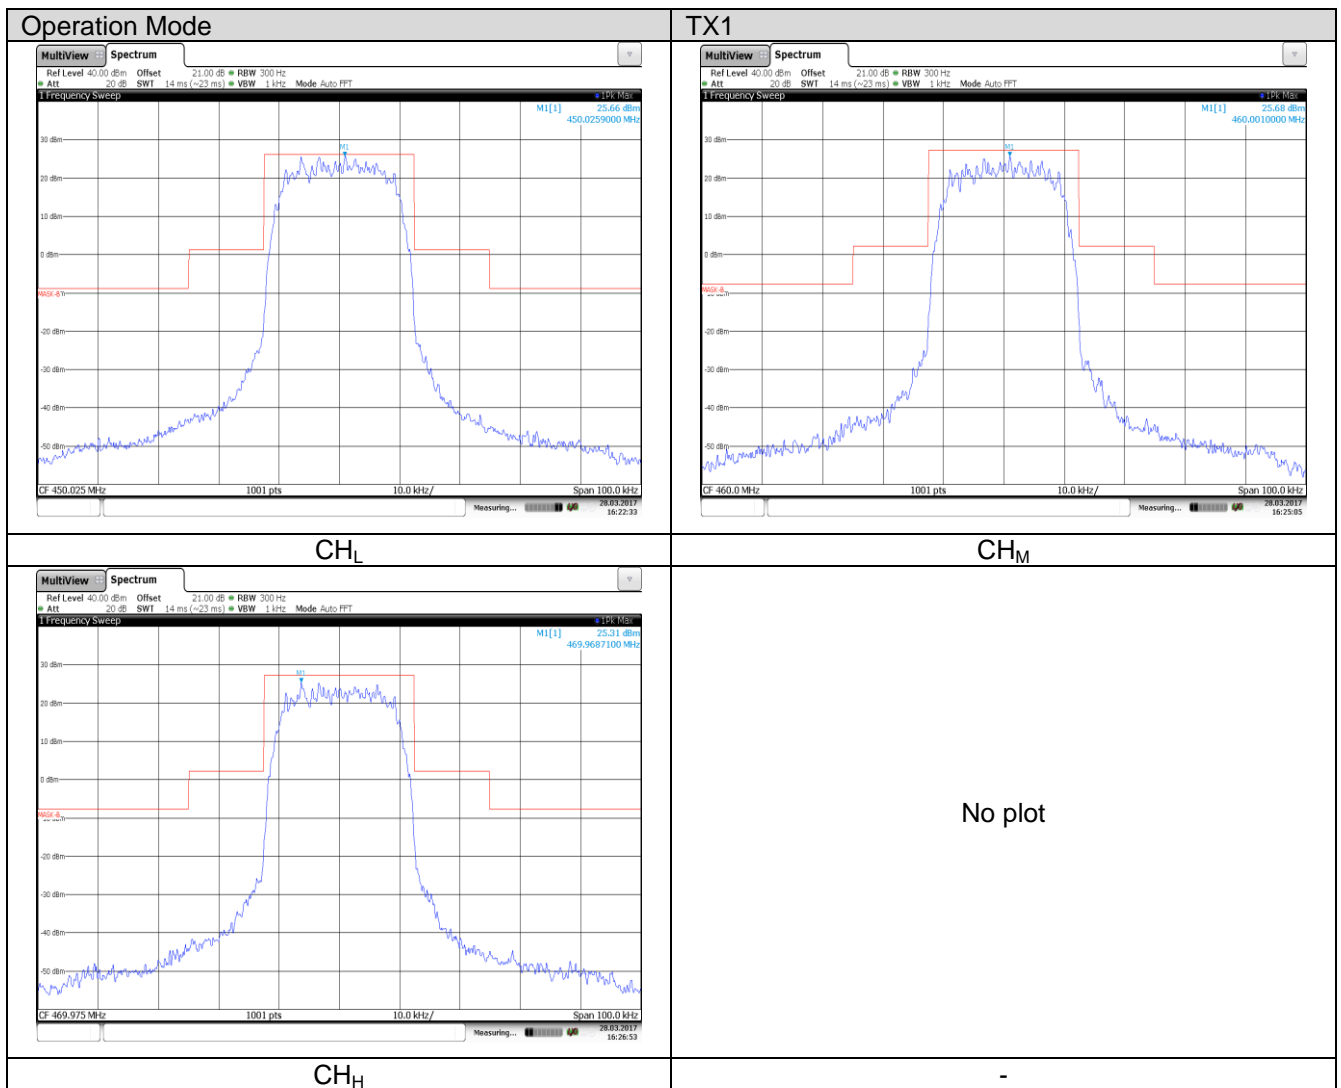 Operation Mode
TX1
MultiView Spectrum
Ref Level 40.00 dBm Offset 21.00 dB RBW 300 Hz
Att 20 dB SWT 14 ms (~23 ms) VBW 1 kHz Mode Auto FFT
1 Frequency Sweep 1Pk Max
M1[1] 25.66 dBm
450.0259000 MHz
30 dBm
M1
20 dBm
10 dBm
0 dBm
MASK-B
-20 dBm
-30 dBm
-40 dBm
-50 dBm
CF 450.025 MHz 1001 pts 10.0 kHz/ Span 100.0 kHz
Measuring... 28.03.2017
16:22:33
MultiView Spectrum
Ref Level 40.00 dBm Offset 21.00 dB RBW 300 Hz
Att 20 dB SWT 14 ms (~23 ms) VBW 1 kHz Mode Auto FFT
1 Frequency Sweep 1Pk Max
M1[1] 25.68 dBm
460.0010000 MHz
30 dBm
M1
20 dBm
10 dBm
0 dBm
MASK-B
-20 dBm
-30 dBm
-40 dBm
-50 dBm
CF 460.0 MHz 1001 pts 10.0 kHz/ Span 100.0 kHz
Measuring... 28.03.2017
16:25:05
CHL
CHM
MultiView Spectrum
Ref Level 40.00 dBm Offset 21.00 dB RBW 300 Hz
Att 20 dB SWT 14 ms (~23 ms) VBW 1 kHz Mode Auto FFT
1 Frequency Sweep 1Pk Max
M1[1] 25.31 dBm
469.9687100 MHz
30 dBm
M1
20 dBm
10 dBm
0 dBm
MASK-B
-20 dBm
-30 dBm
-40 dBm
-50 dBm
CF 469.975 MHz 1001 pts 10.0 kHz/ Span 100.0 kHz
Measuring... 28.03.2017
16:26:53
No plot
CHH
-